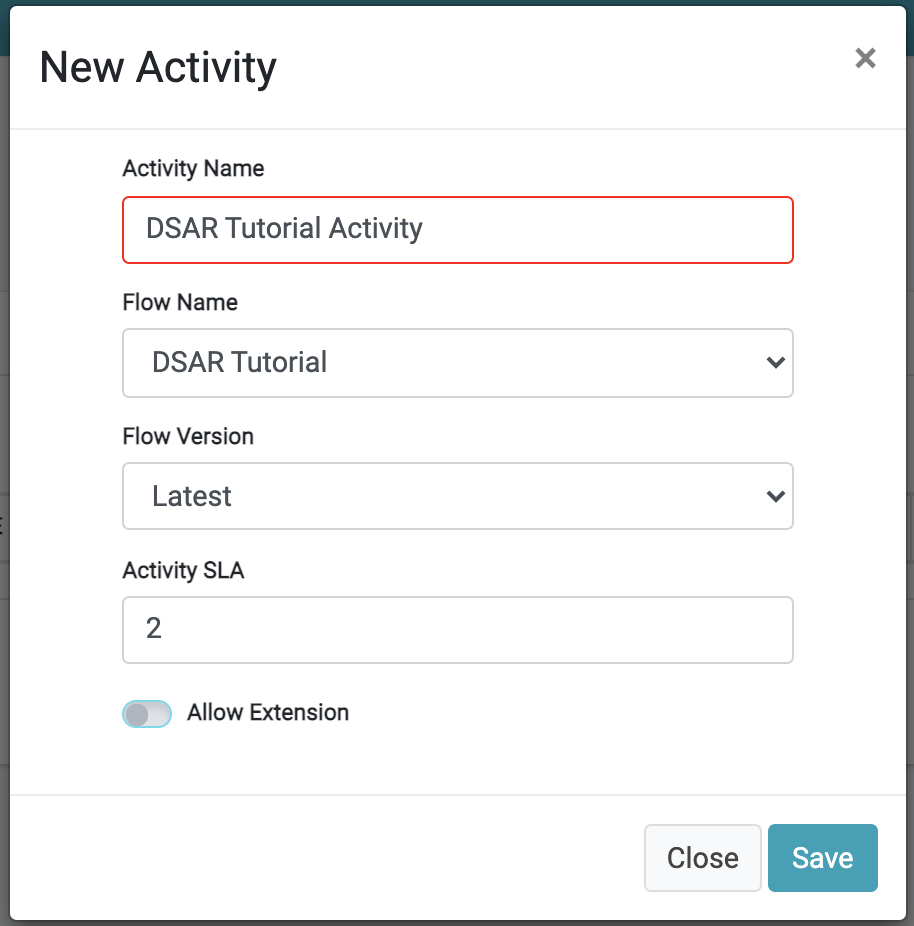 New Activity
×
Activity Name
DSAR Tutorial Activity
Flow Name
DSAR Tutorial
Flow Version
Latest
Activity SLA
2
Allow Extension
Close Save